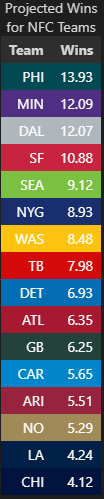 Projected Wins
for NFC Teams
Team Wins
PHI 13.93
MIN 12.09
DAL 12.07
SF 10.88
SEA 9.12
NYG 8.93
WAS 8.48
TB 7.98
DET 6.93
ATL 6.35
GB 6.25
CAR 5.65
ARI 5.51
NO 5.29
LA 4.24
CHI 4.12